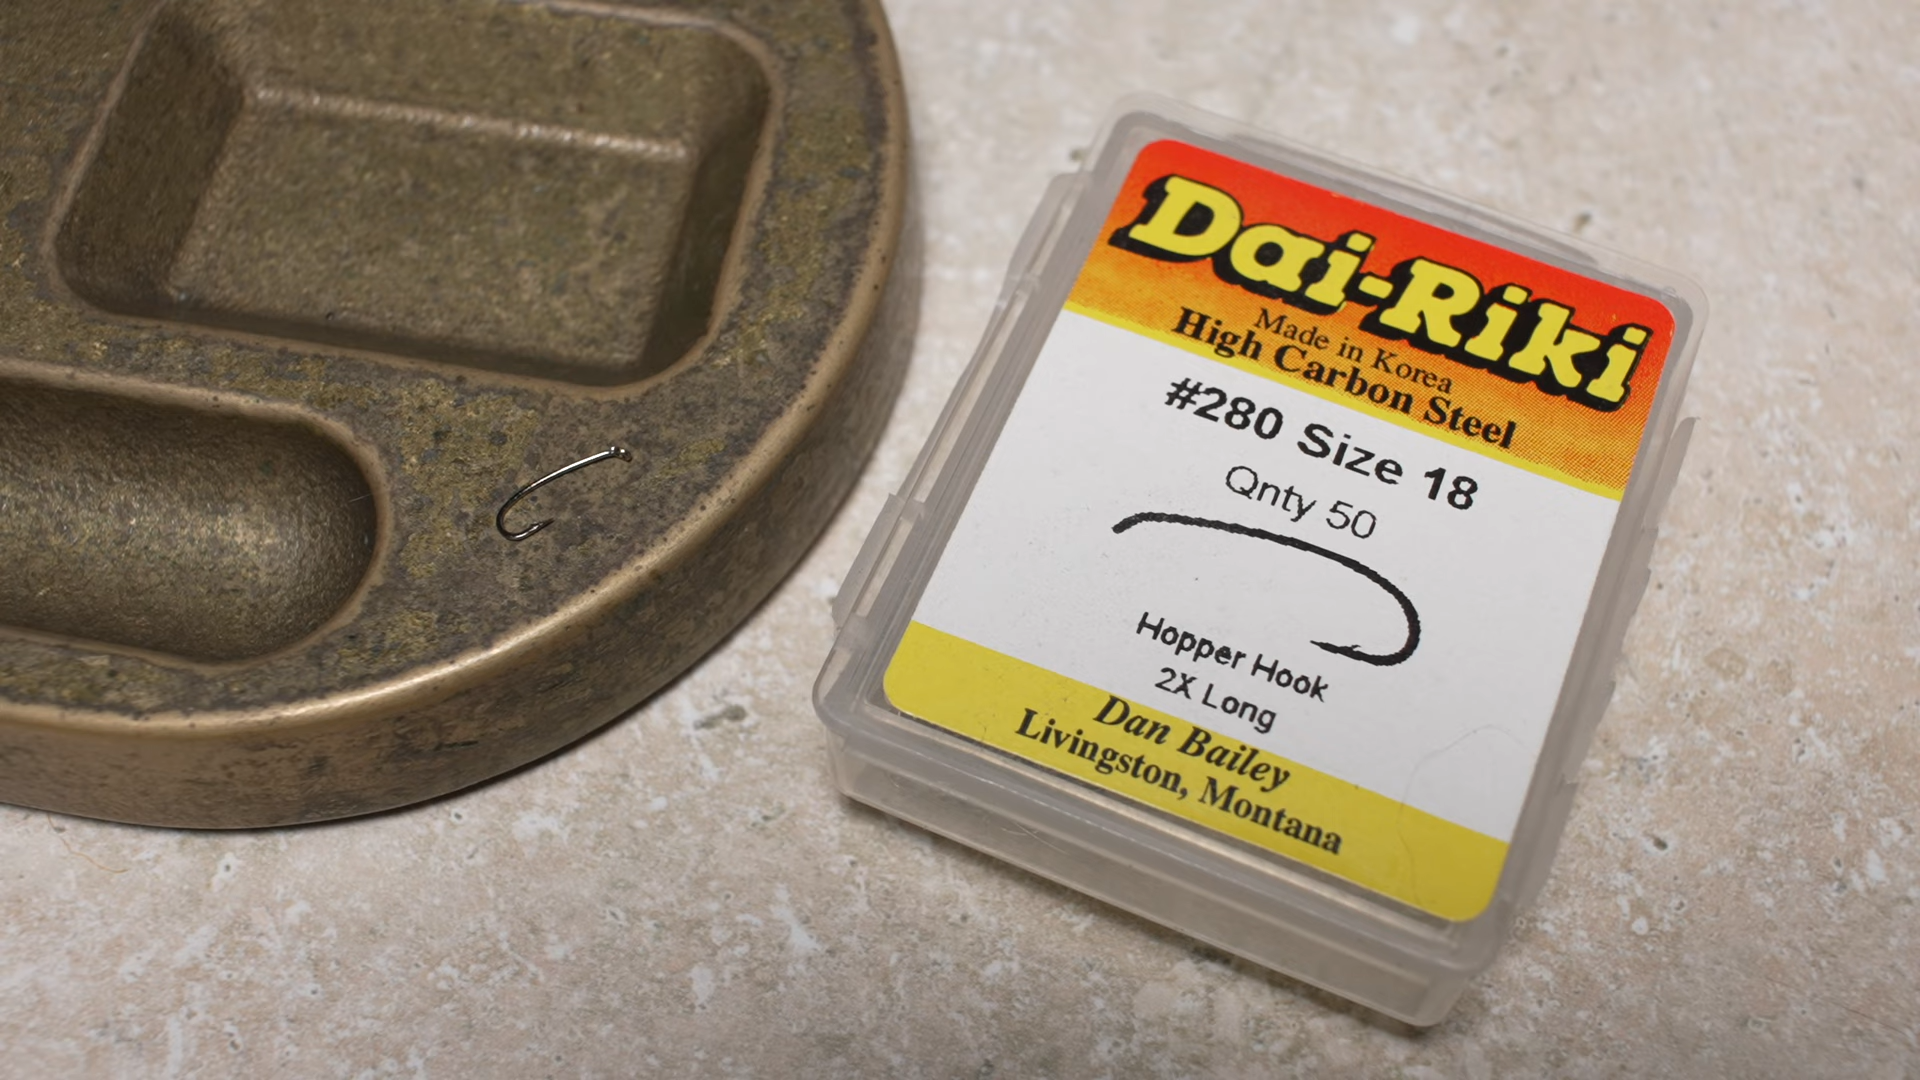 Dai-Riki
Made in Korea
High Carbon Steel
#280 Size 18
Qnty 50
Hopper Hook
2X Long
Dan Bailey
Livingston, Montana